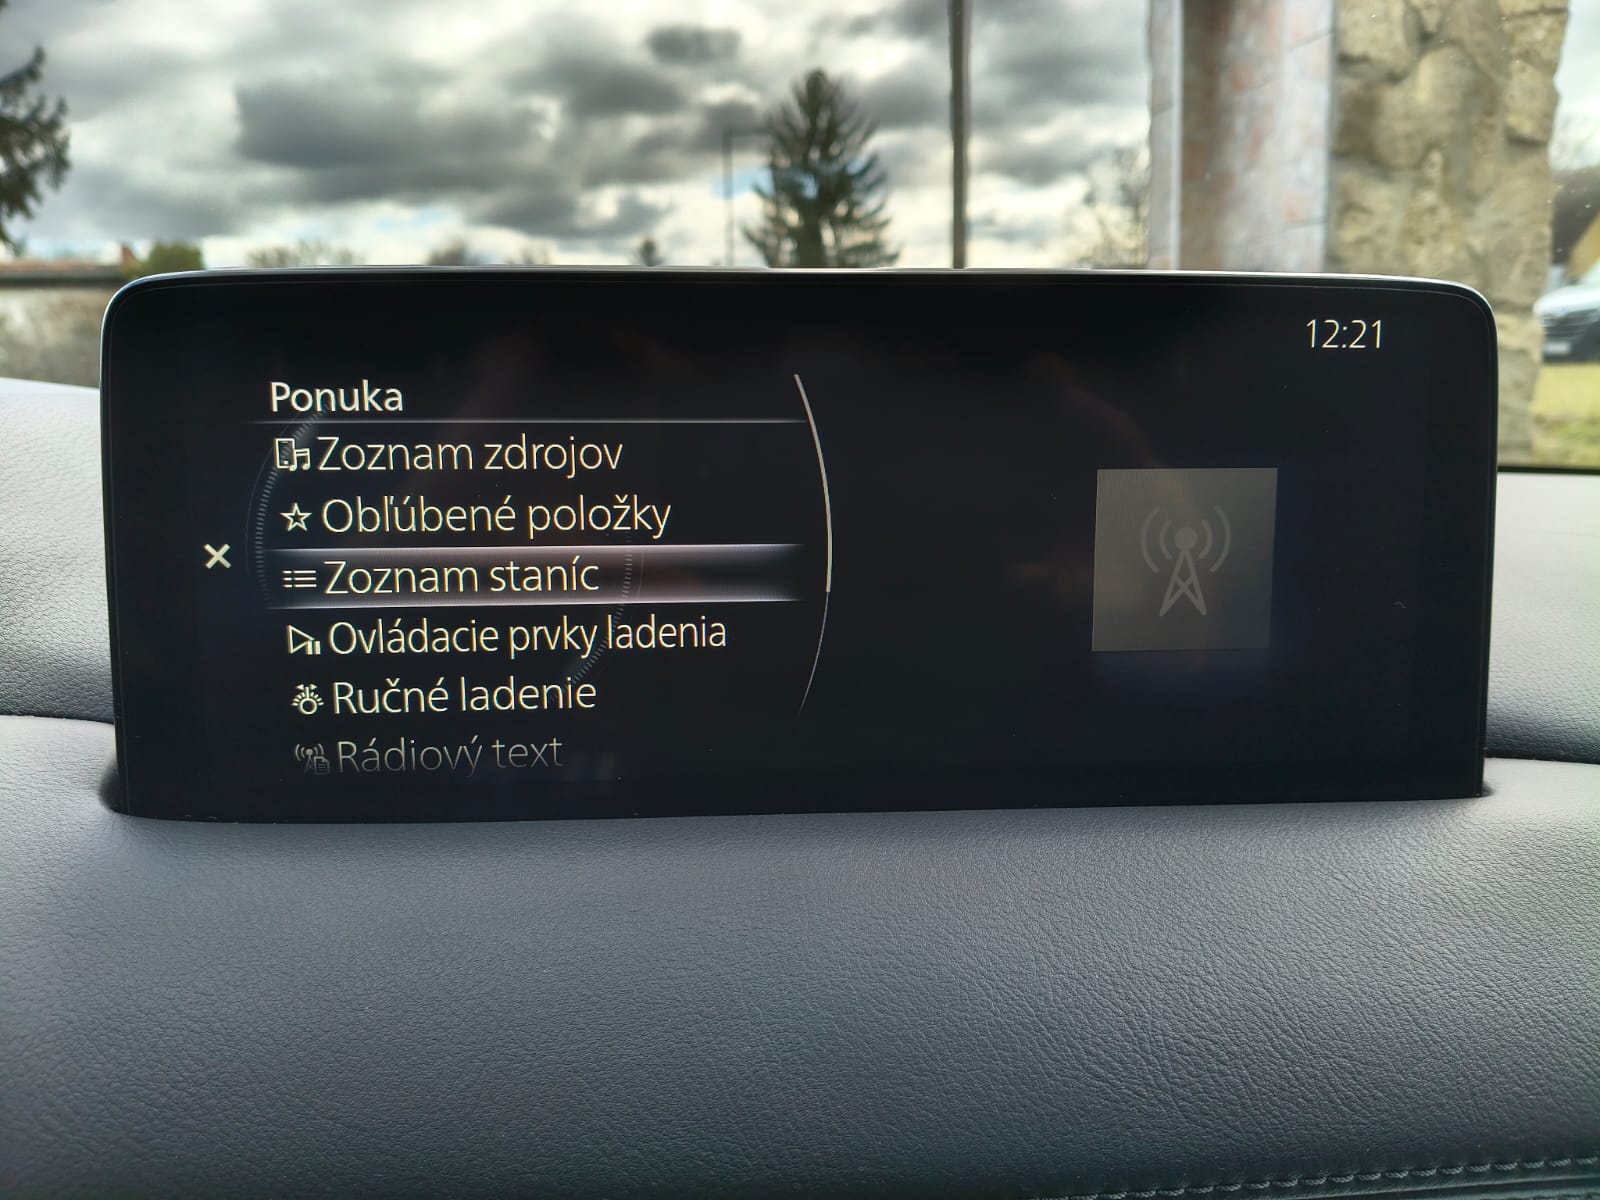 12:21
Ponuka
Zoznam zdrojov
Obľúbené položky
Zoznam staníc
Ovládacie prvky ladenia
Ručné ladenie
Rádiový text